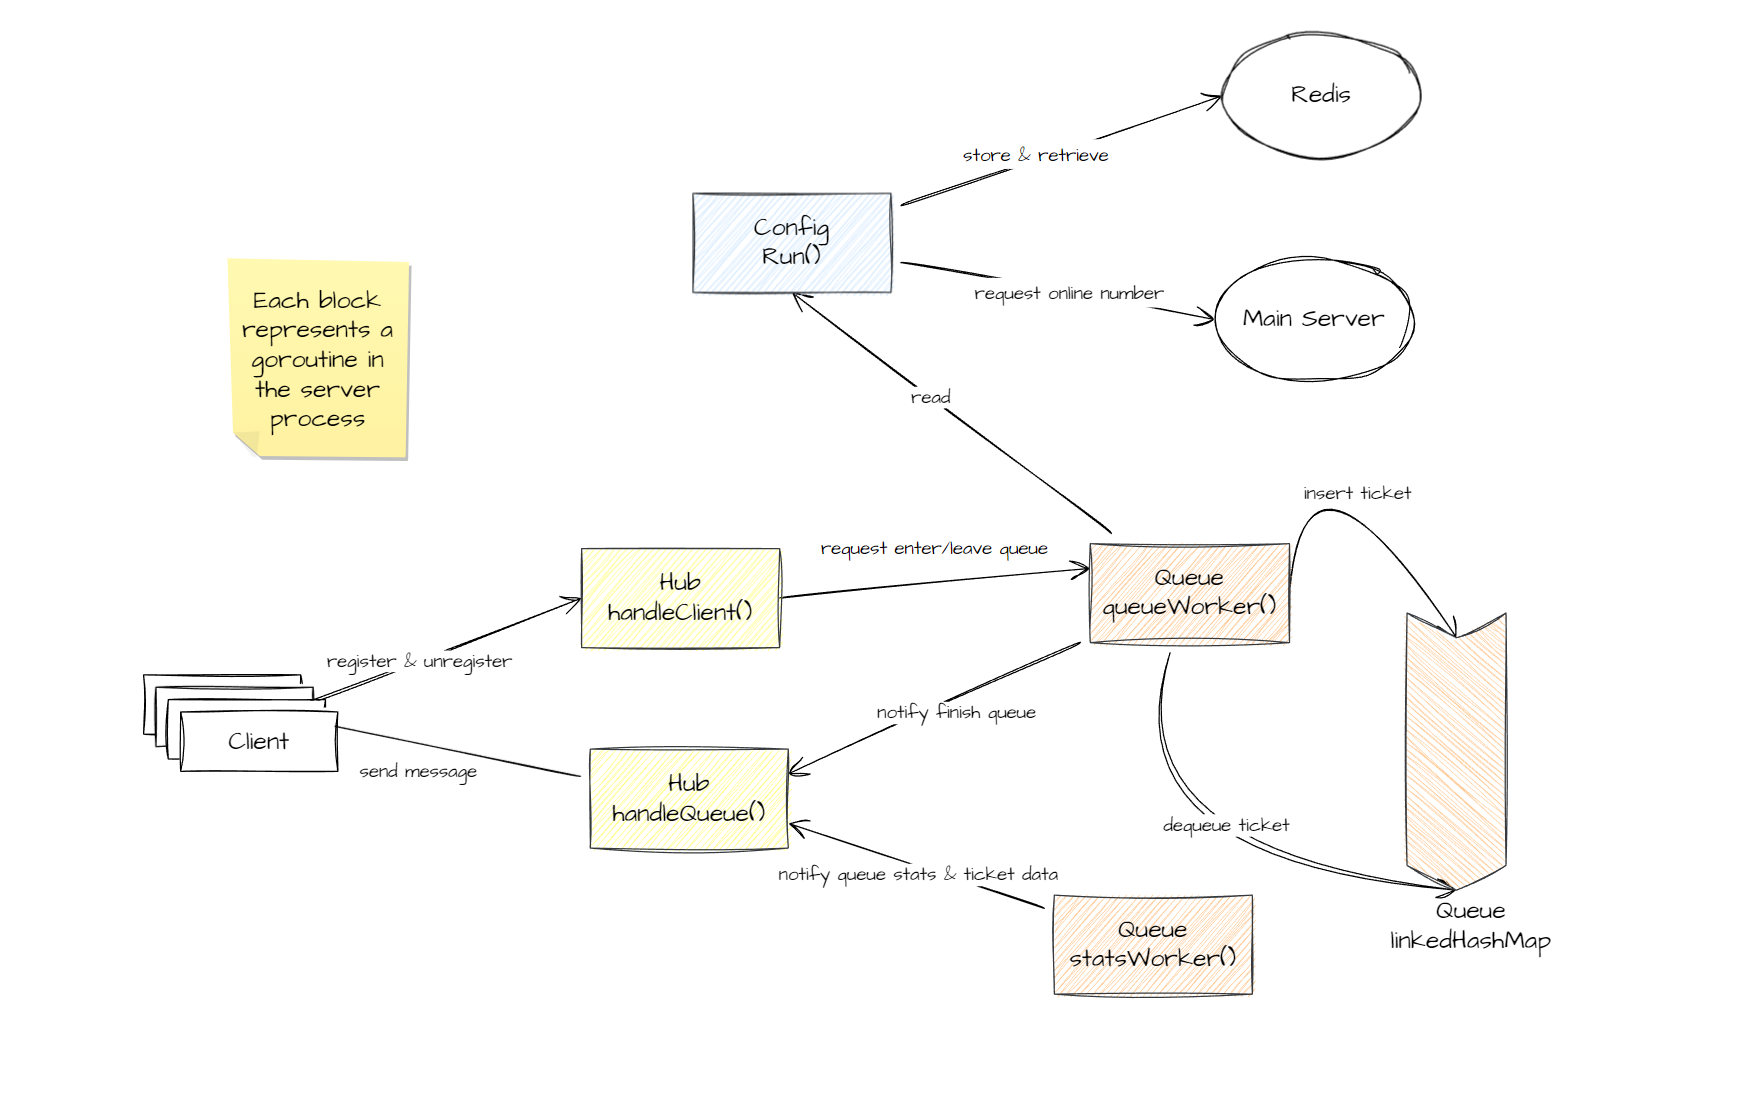 Redis
store & retrieve
Config
Run()
Each block
represents a
goroutine in
the server
process
request online number
Main Server
read
insert ticket
request enter/leave queue
Hub
handleClient()
Queue
queueWorker()
register & unregister
notify finish queue
Client
send message
Hub
handleQueue()
dequeue ticket
notify queue stats & ticket data
Queue
statsWorker()
Queue
linkedHashMap